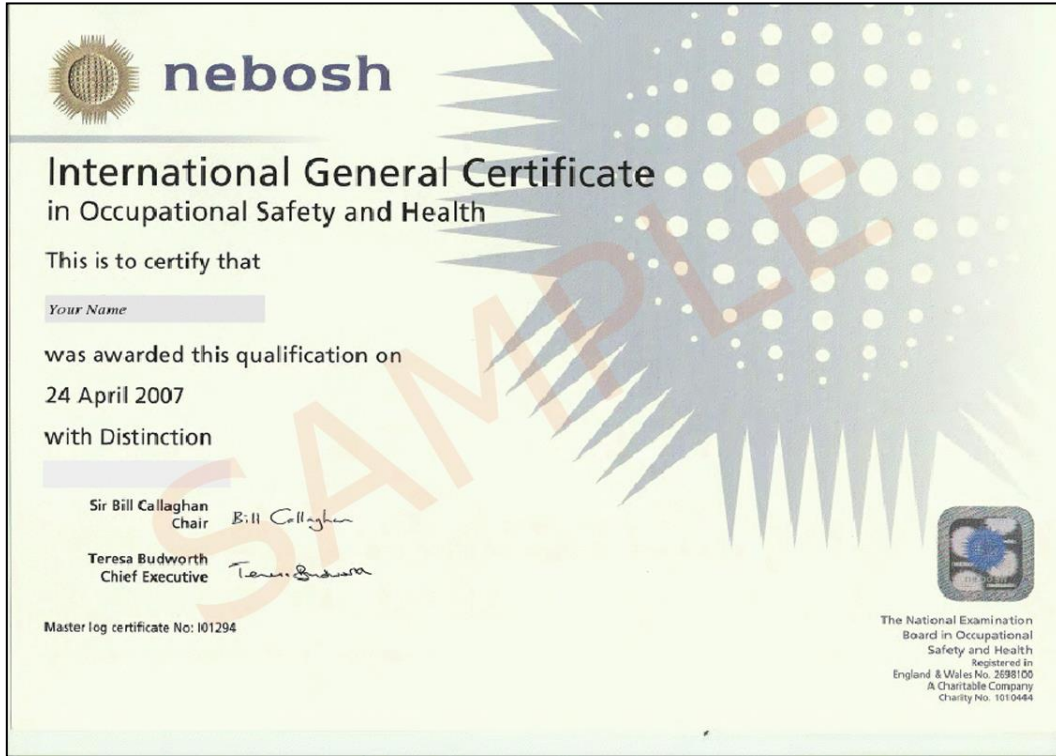 nebosh
International General Certificate
in Occupational Safety and Health
This is to certify that
Your Name
was awarded this qualification on
24 April 2007
with Distinction
Sir Bill Callaghan
Chair
Bill Callaghan
Teresa Budworth
Chief Executive
Teresa Budworth
Master log certificate No: I01294
SAMPLE
The National Examination
Board in Occupational
Safety and Health
Registered in
England & Wales No. 2698100
A Charitable Company
Charity No. 1010444